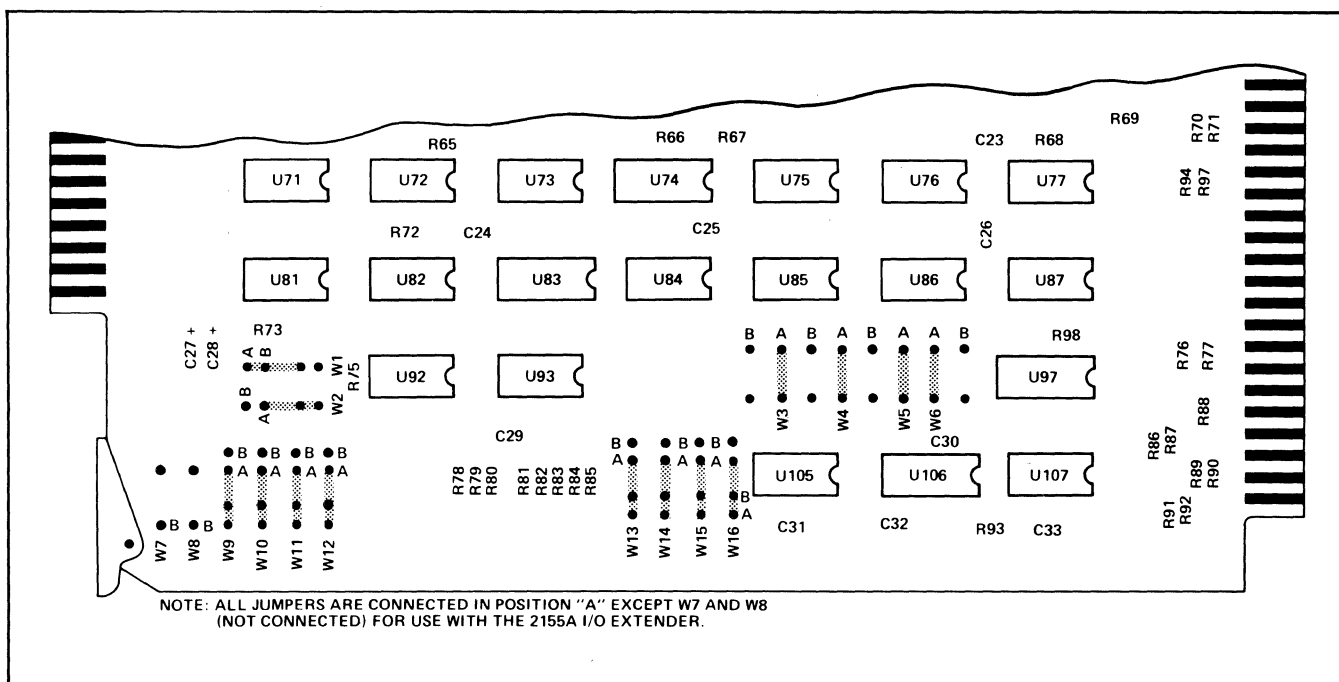 R69
R70
R71
R65
R66
R67
C23
R68
U71
U72
U73
U74
U75
U76
U77
R94
R97
R72
C24
C25
C26
U81
U82
U83
U84
U85
U86
U87
C27 +
C28 +
R73
A B
W1
R75
B
A
W2
U92
U93
B A B A B A A B
W3
W4
W5
W6
R98
U97
R76
R77
R88
C29
C30
R86
R87
B B B B
A A A A
B B A B
A A A
B
A
B
B
W7
W8
W9
W10
W11
W12
R78
R79
R80
R81
R82
R83
R84
R85
W13
W14
W15
W16
U105
U106
U107
R89
R90
R91
R92
C31
C32
R93
C33
NOTE: ALL JUMPERS ARE CONNECTED IN POSITION "A" EXCEPT W7 AND W8
(NOT CONNECTED) FOR USE WITH THE 2155A I/O EXTENDER.